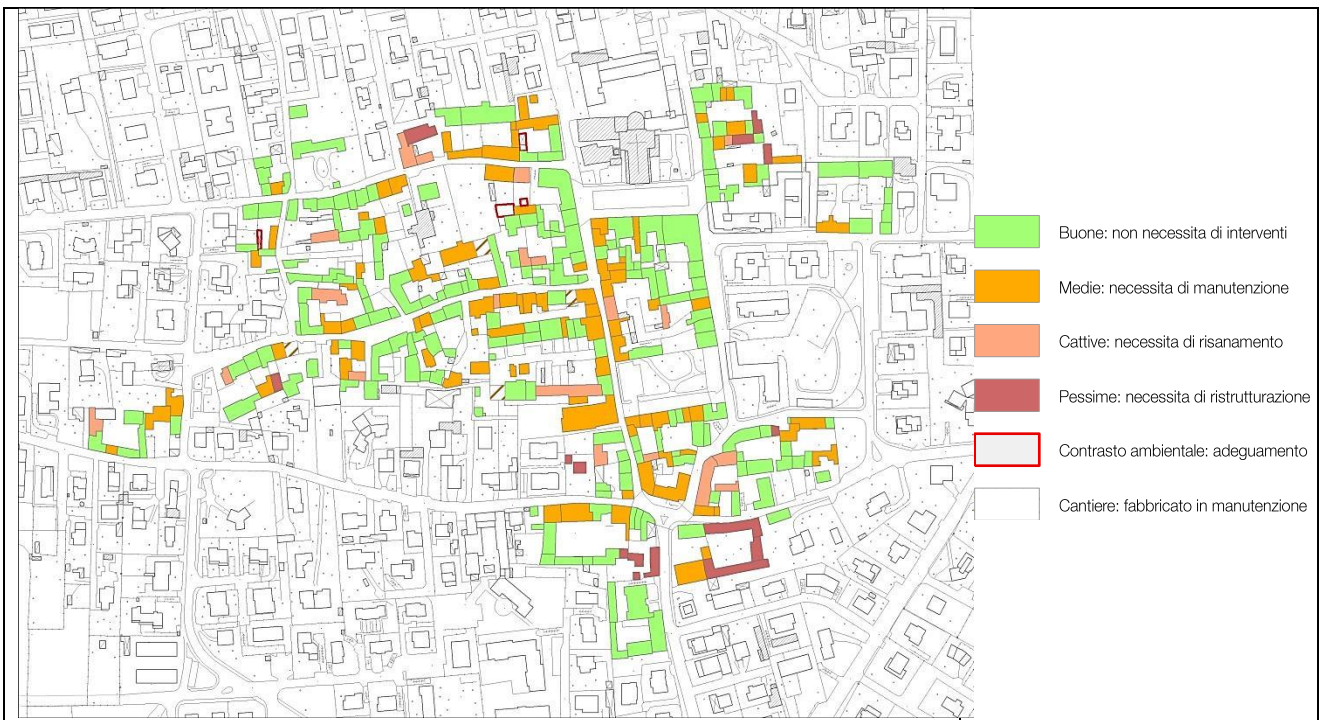 Buone: non necessita di interventi
Medie: necessita di manutenzione
Cattive: necessita di risanamento
Pessime: necessita di ristrutturazione
Contrasto ambientale: adeguamento
Cantiere: fabbricato in manutenzione